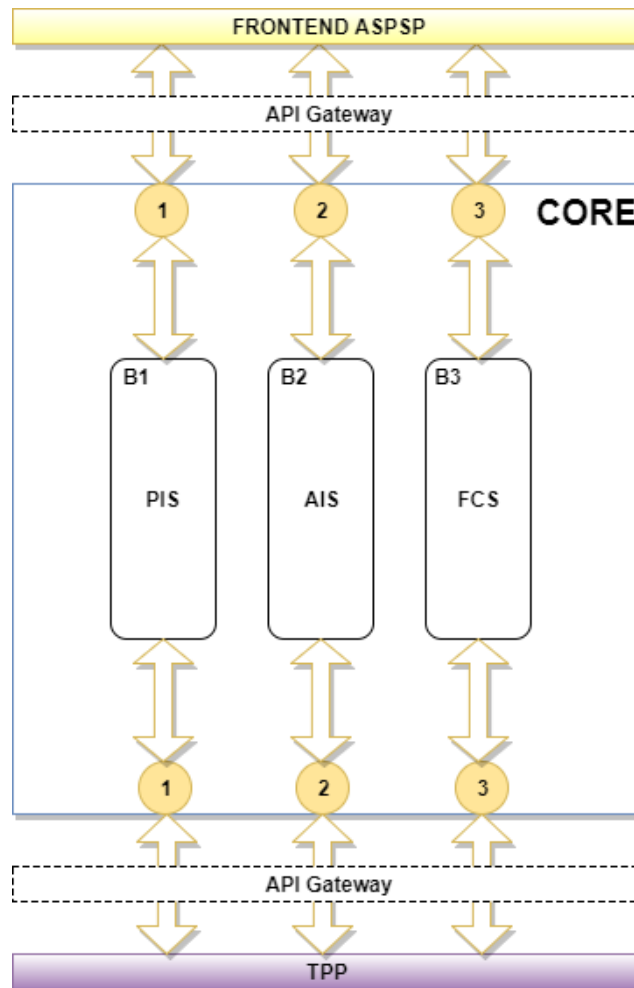 FRONTEND ASPSP
API Gateway
1 2 3 CORE
B1 B2 B3
PIS AIS FCS
1 2 3
API Gateway
TPP